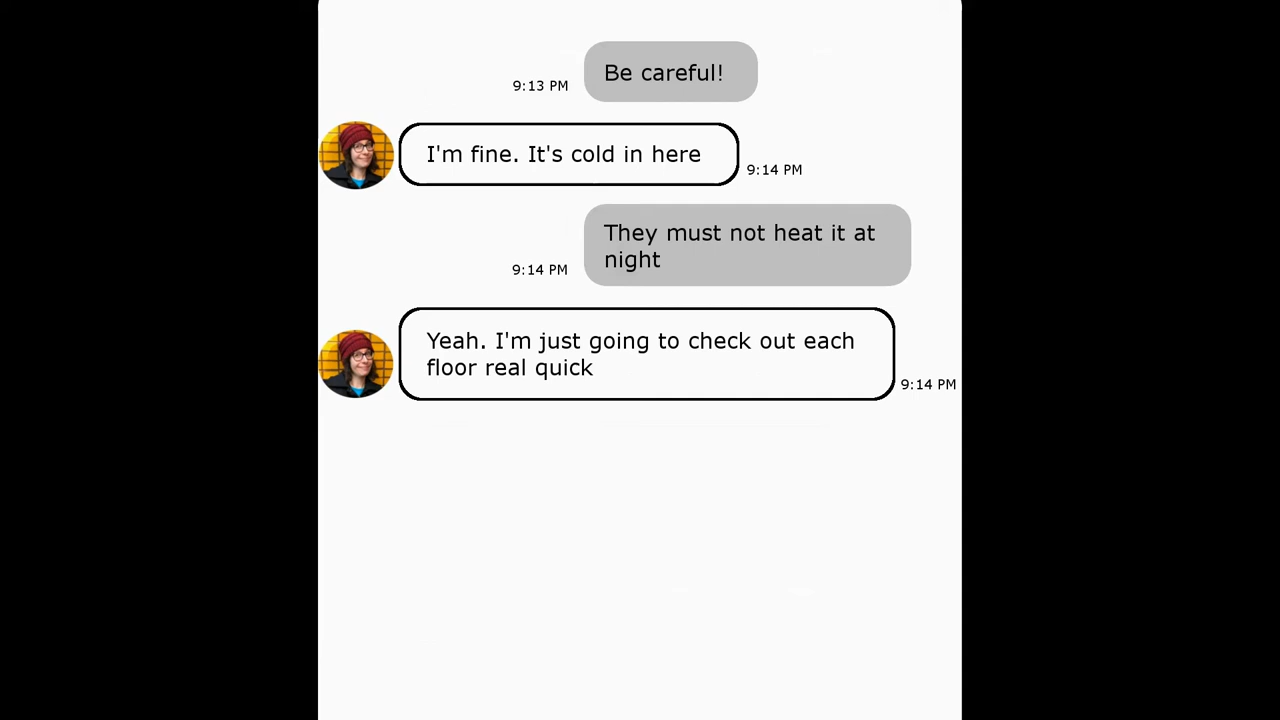 Be careful!
9:13 PM
I'm fine. It's cold in here
9:14 PM
They must not heat it at
night
9:14 PM
Yeah. I'm just going to check out each
floor real quick
9:14 PM